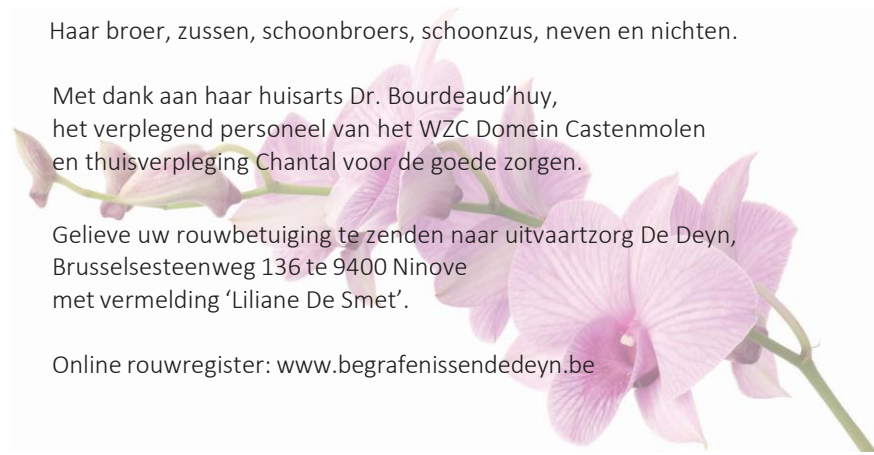 Haar broer, zussen, schoonbroers, schoonzus, neven en nichten.
Met dank aan haar huisarts Dr. Bourdeaud’huy,
het verplegend personeel van het WZC Domein Castenmolen
en thuisverpleging Chantal voor de goede zorgen.
Gelieve uw rouwbetuiging te zenden naar uitvaartzorg De Deyn,
Brusselsesteenweg 136 te 9400 Ninove
met vermelding ‘Liliane De Smet’.
Online rouwregister: www.begrafenissendedeyn.be